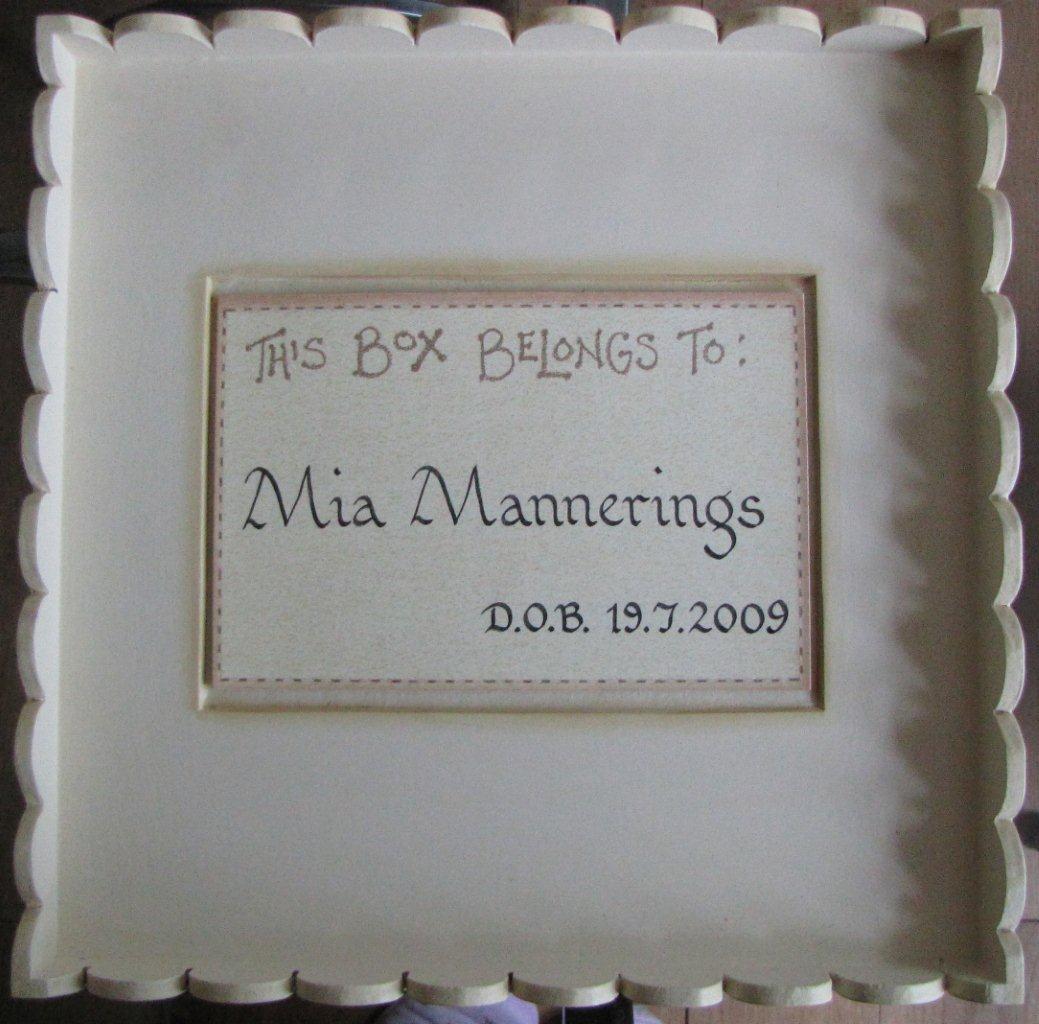 THIS BOX BELONGS TO:
Mia Mannerings
D.O.B. 19.7.2009